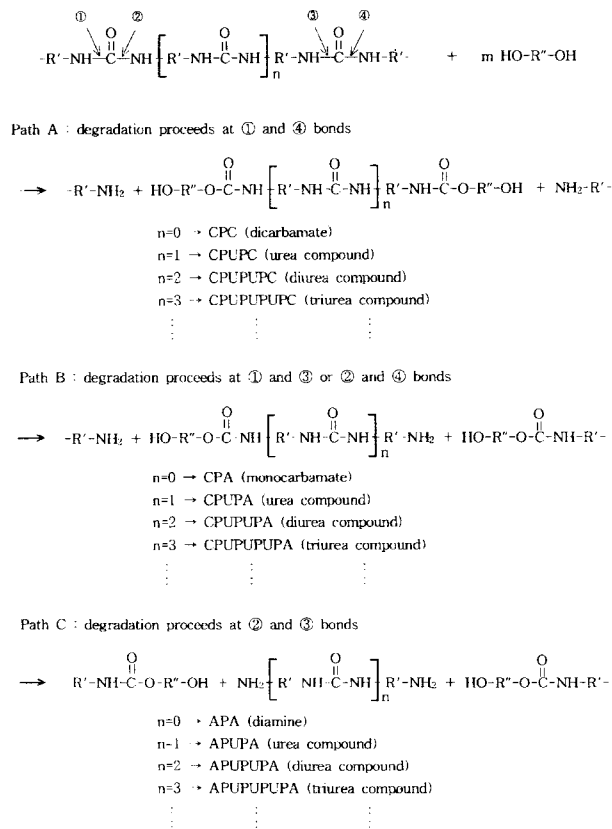 ① ② ③ ④
O O O
-R′-NH-C-NH-[R′-NH-C-NH]n-R′-NH-C-NH-R′- + m HO-R″-OH
Path A : degradation proceeds at ① and ④ bonds
O O O
→ -R′-NH₂ + HO-R″-O-C-NH-[R′-NH-C-NH]n-R′-NH-C-O-R″-OH + NH₂-R′-
n=0 → CPC (dicarbamate)
n=1 → CPUPC (urea compound)
n=2 → CPUPUPC (diurea compound)
n=3 → CPUPUPUPC (triurea compound)
⋮ ⋮ ⋮
Path B : degradation proceeds at ① and ③ or ② and ④ bonds
O O O
→ -R′-NH₂ + HO-R″-O-C-NH-[R′-NH-C-NH]n-R′-NH₂ + HO-R″-O-C-NH-R′-
n=0 → CPA (monocarbamate)
n=1 → CPUPA (urea compound)
n=2 → CPUPUPA (diurea compound)
n=3 → CPUPUPUPA (triurea compound)
⋮ ⋮ ⋮
Path C : degradation proceeds at ② and ③ bonds
O O O
→ R′-NH-C-O-R″-OH + NH₂-[R′ NH-C-NH]n-R′-NH₂ + HO-R″-O-C-NH-R′-
n=0 → APA (diamine)
n-1 → APUPA (urea compound)
n=2 → APUPUPA (diurea compound)
n=3 → APUPUPUPA (triurea compound)
⋮ ⋮ ⋮